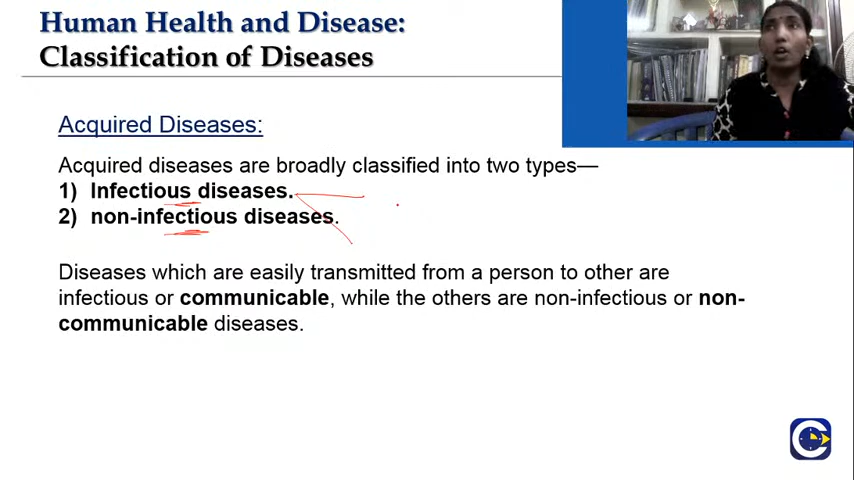 Human Health and Disease:
Classification of Diseases
Acquired Diseases:
Acquired diseases are broadly classified into two types—
1) Infectious diseases.
2) non-infectious diseases.
Diseases which are easily transmitted from a person to other are
infectious or communicable, while the others are non-infectious or non-
communicable diseases.